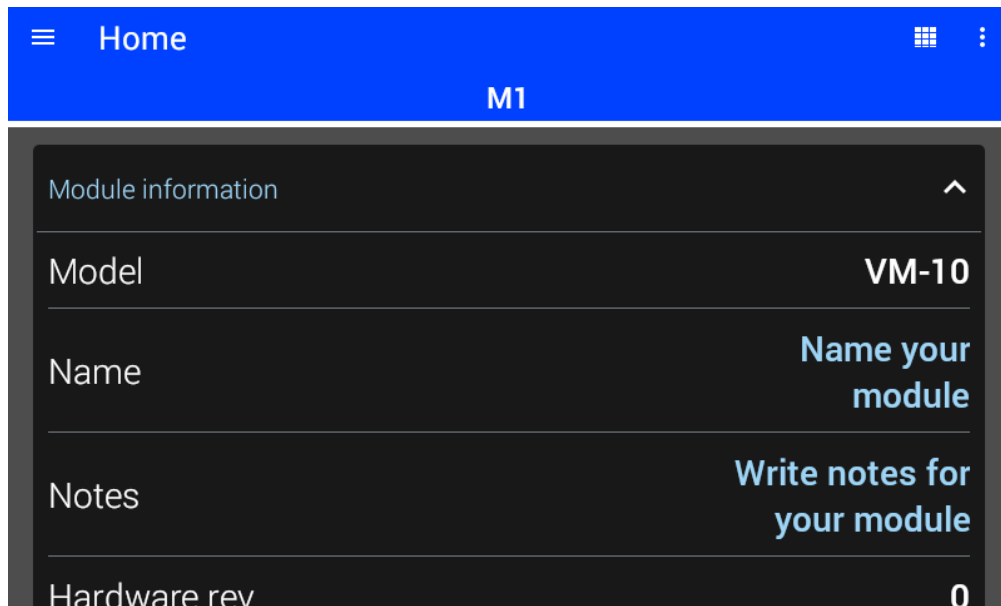 Home
M1
Module information
Model VM-10
Name Name your
module
Notes Write notes for
your module
Hardware rev 0